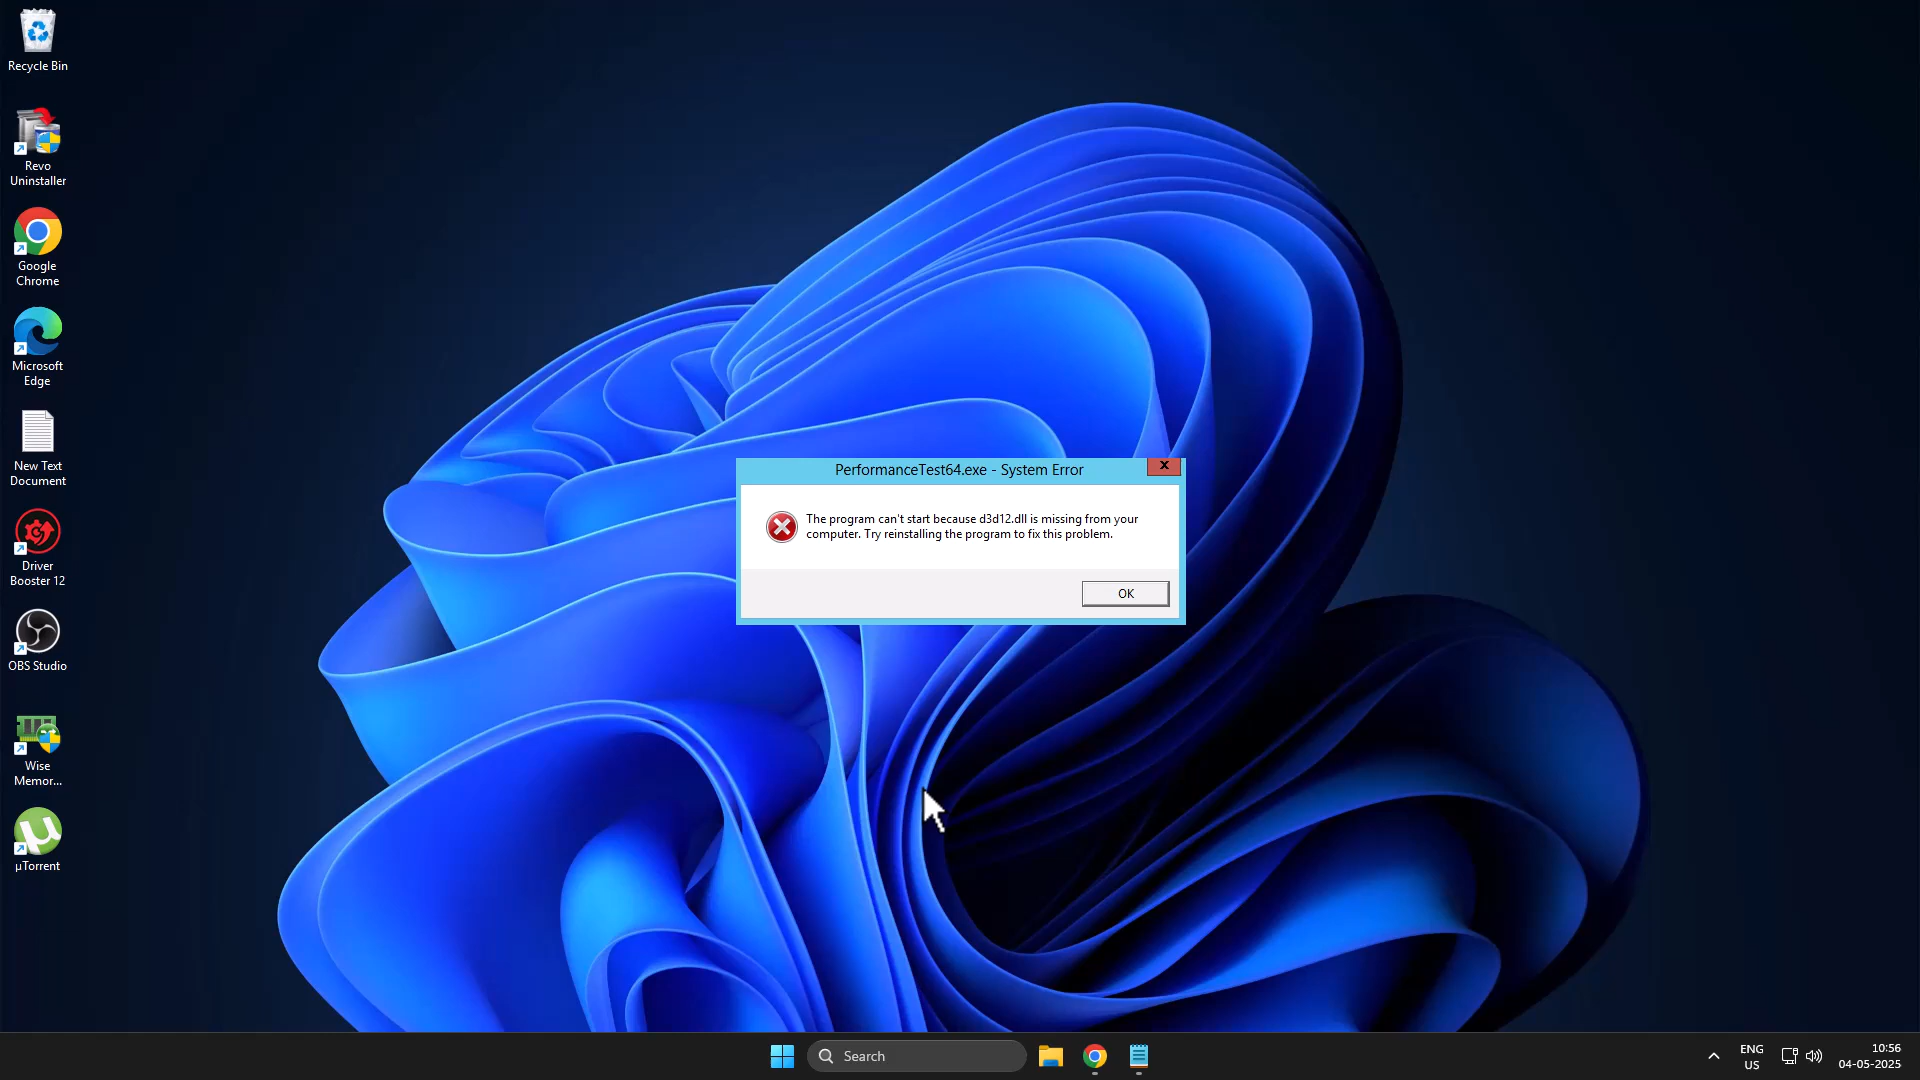 Recycle Bin
Revo
Uninstaller
Google
Chrome
Microsoft
Edge
New Text
Document
Driver
Booster 12
OBS Studio
Wise
Memor...
µTorrent
PerformanceTest64.exe - System Error
x
The program can't start because d3d12.dll is missing from your
computer. Try reinstalling the program to fix this problem.
OK
Search
ENG
US
10:56
04-05-2025